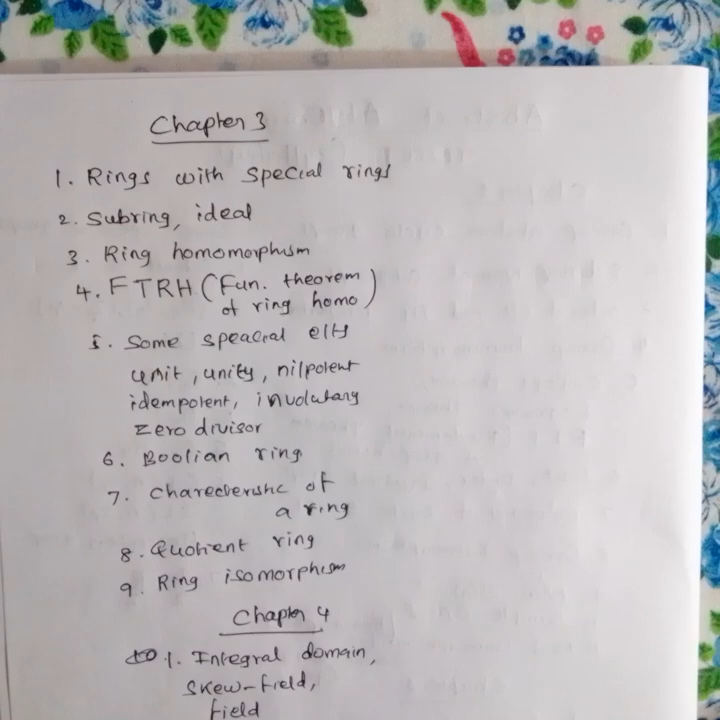 Chapter 3
1. Rings with special rings
2. Subring, ideal
3. Ring homomorphism
4. FTRH (Fun. theorem
of ring homo)
5. Some speacial elts
unit, unity, nilpotent
idempotent, involutary
zero divisor
6. Boolian ring
7. Charecteristic of
a ring
8. Quotient ring
9. Ring isomorphism
Chapter 4
1. Integral domain,
Skew-field,
field